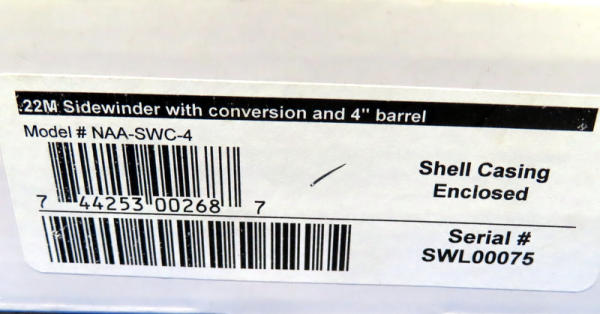 .22M Sidewinder with conversion and 4" barrel
Model # NAA-SWC-4
7 44253 00268 7
Shell Casing
Enclosed
Serial #
SWL00075